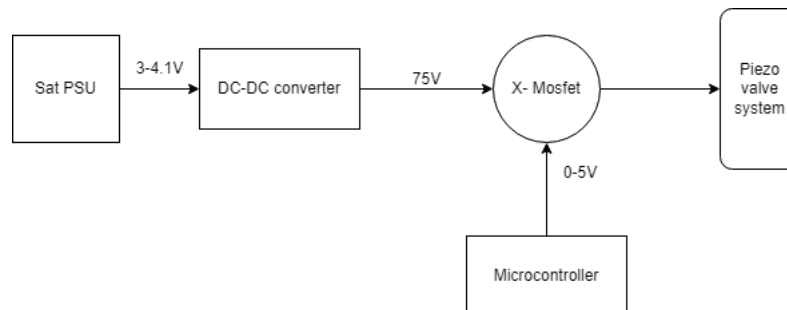 Sat PSU
3-4.1V
DC-DC converter
75V
X- Mosfet
Piezo
valve
system
0-5V
Microcontroller